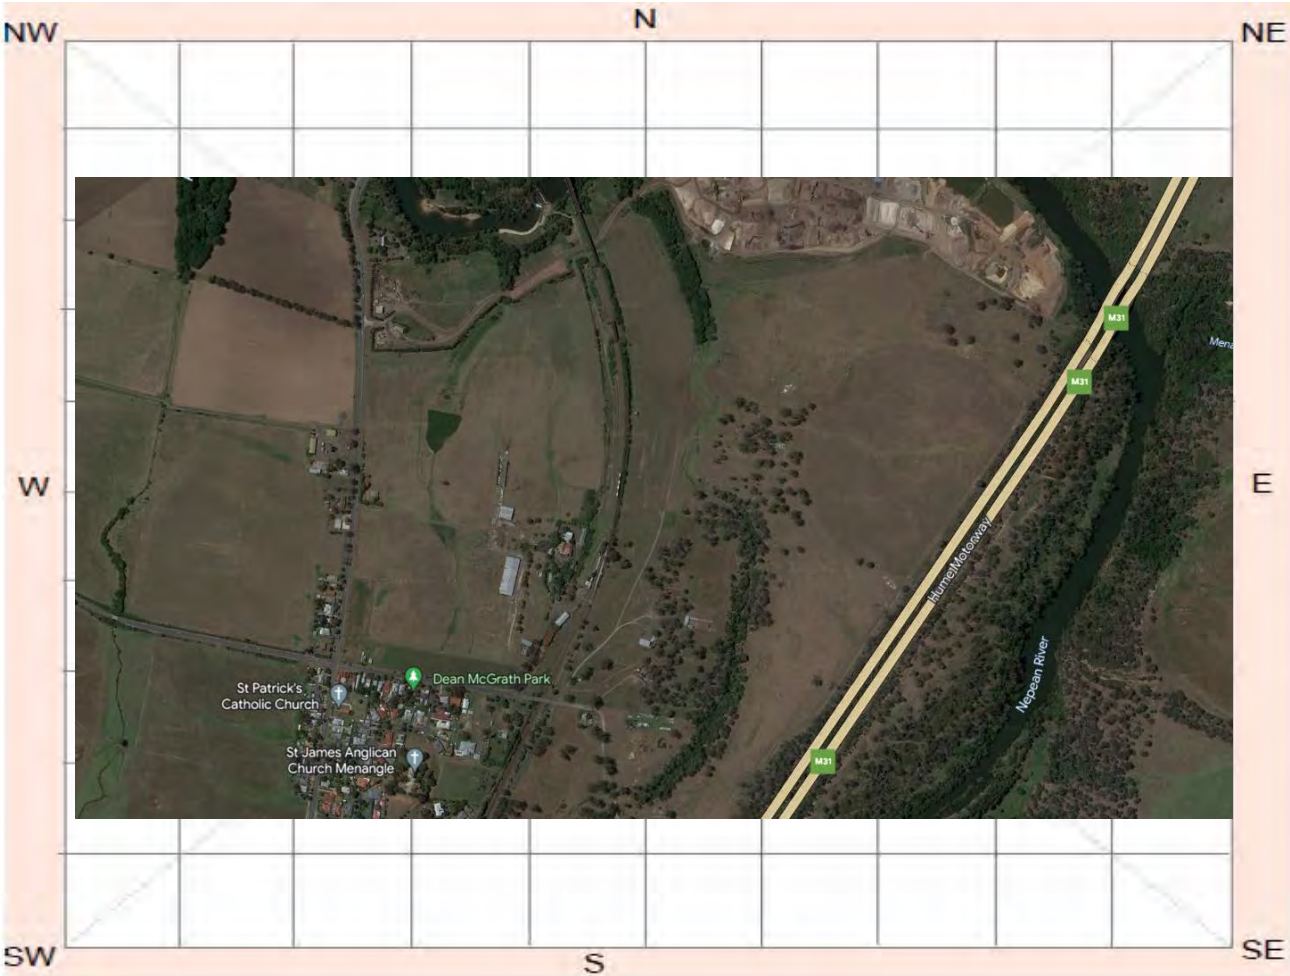 NW
N
NE
M31
Mena
M31
W
E
Hume Motorway
Nepean River
Dean McGrath Park
St Patrick's
Catholic Church
St James Anglican
Church Menangle
M31
SW
S
SE